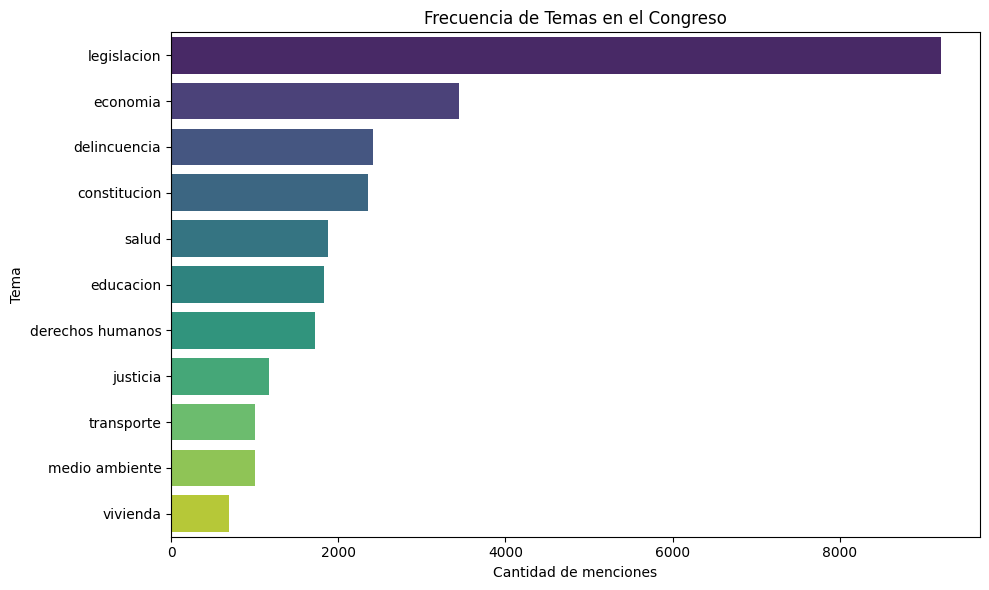 Frecuencia de Temas en el Congreso
Tema
legislacion
economia
delincuencia
constitucion
salud
educacion
derechos humanos
justicia
transporte
medio ambiente
vivienda
0 2000 4000 6000 8000
Cantidad de menciones